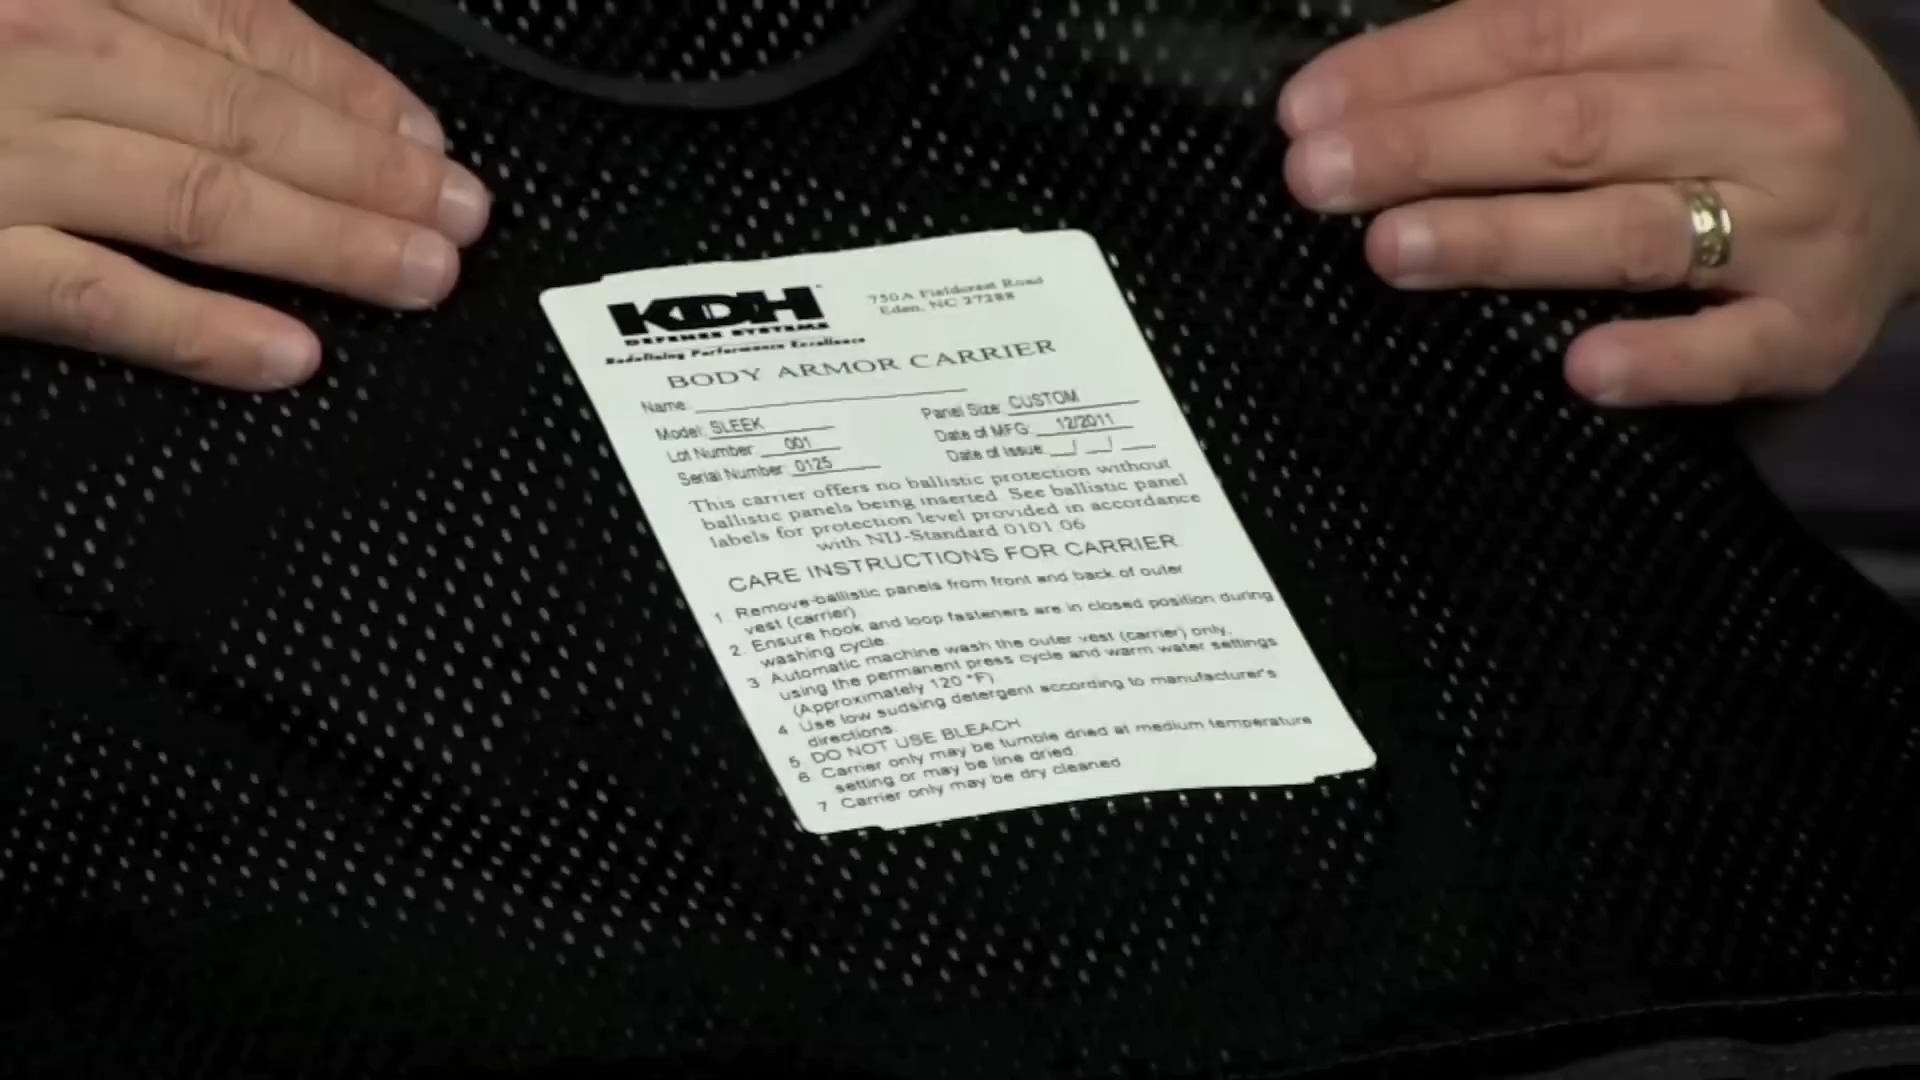 KDH
DEFENSE SYSTEMS
Redefining Performance Excellence
750A Fieldcrest Road
Eden, NC 27288
BODY ARMOR CARRIER
Name:
Model: SLEEK
Panel Size: CUSTOM
Lot Number: 001
Date of MFG: 12/2011
Serial Number: 0125
Date of Issue: __/__/__
This carrier offers no ballistic protection without
ballistic panels being inserted. See ballistic panel
labels for protection level provided in accordance
with NIJ-Standard 0101.06
CARE INSTRUCTIONS FOR CARRIER
1. Remove ballistic panels from front and back of outer
vest (carrier).
2. Ensure hook and loop fasteners are in closed position during
washing cycle.
3. Automatic machine wash the outer vest (carrier) only,
using the permanent press cycle and warm water settings
(Approximately 120 °F)
4. Use low sudsing detergent according to manufacturer's
directions.
5. DO NOT USE BLEACH
6. Carrier only may be tumble dried at medium temperature
setting or may be line dried.
7. Carrier only may be dry cleaned